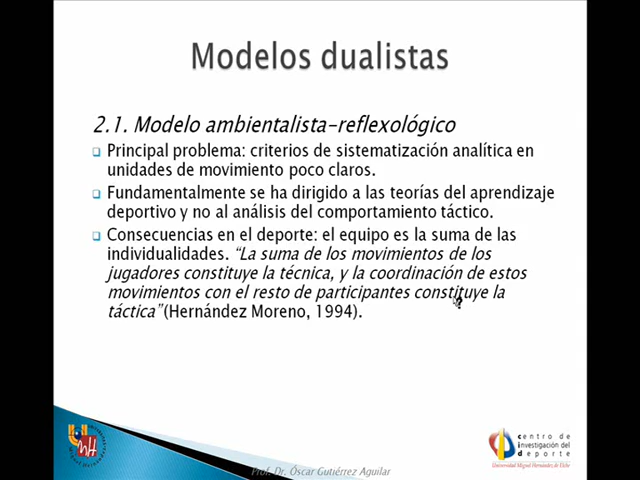 Modelos dualistas
2.1. Modelo ambientalista-reflexológico
Principal problema: criterios de sistematización analítica en
unidades de movimiento poco claros.
Fundamentalmente se ha dirigido a las teorías del aprendizaje
deportivo y no al análisis del comportamiento táctico.
Consecuencias en el deporte: el equipo es la suma de las
individualidades. “La suma de los movimientos de los
jugadores constituye la técnica, y la coordinación de estos
movimientos con el resto de participantes constituye la
táctica”(Hernández Moreno, 1994).
centro de
investigación del
deporte
Universidad Miguel Hernández de Elche
Prof. Dr. Óscar Gutiérrez Aguilar